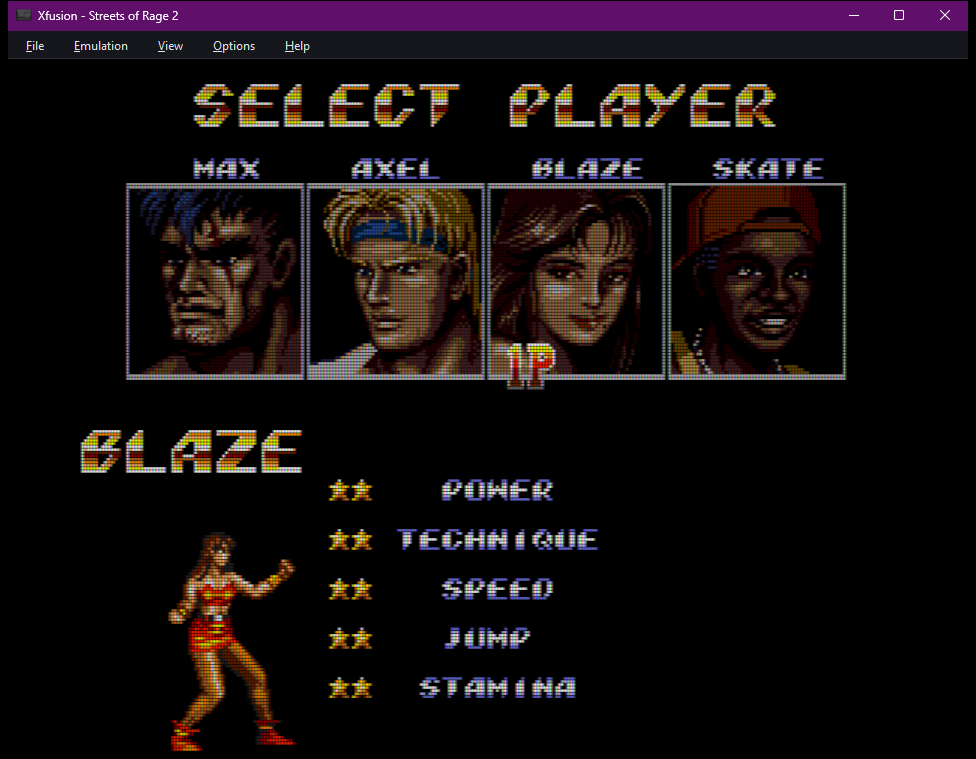 Xfusion - Streets of Rage 2
File Emulation View Options Help
SELECT PLAYER
MAX AXEL BLAZE SKATE
1P
BLAZE
★★ POWER
★★ TECHNIQUE
★★ SPEED
★★ JUMP
★★ STAMINA